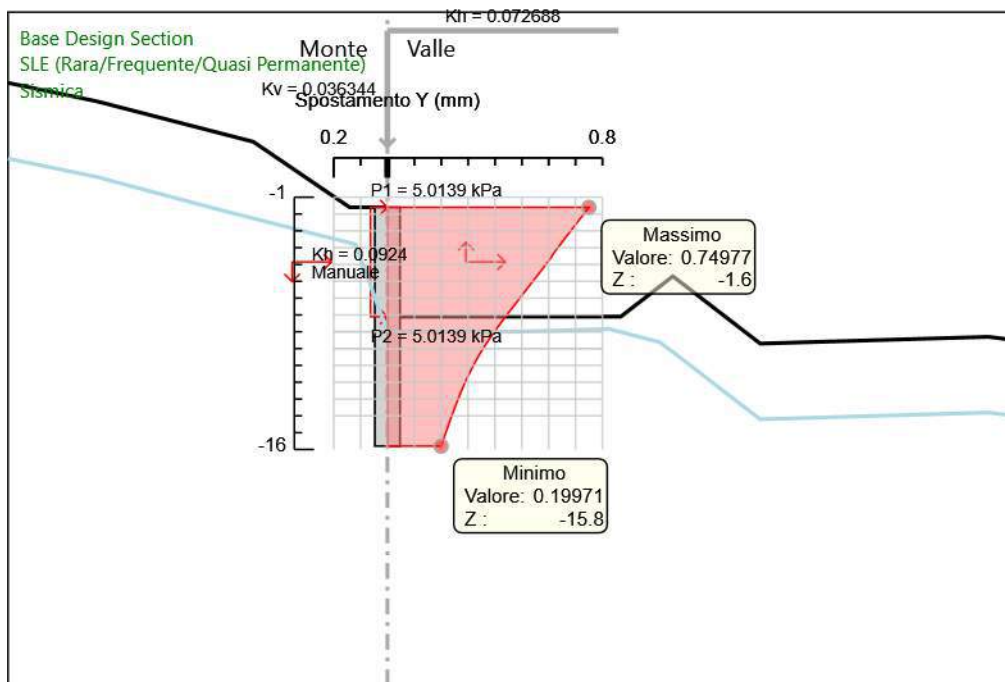 Kh = 0.072688
Base Design Section
Monte
Valle
SLE (Rara/Frequente/Quasi Permanente)
Sismica
Kv = 0.036344
Spostamento Y (mm)
0.2
0.8
-1
P1 = 5.0139 kPa
Massimo
Valore: 0.74977
Z : -1.6
Kh = 0.0924
Manuale
P2 = 5.0139 kPa
-16
Minimo
Valore: 0.19971
Z : -15.8